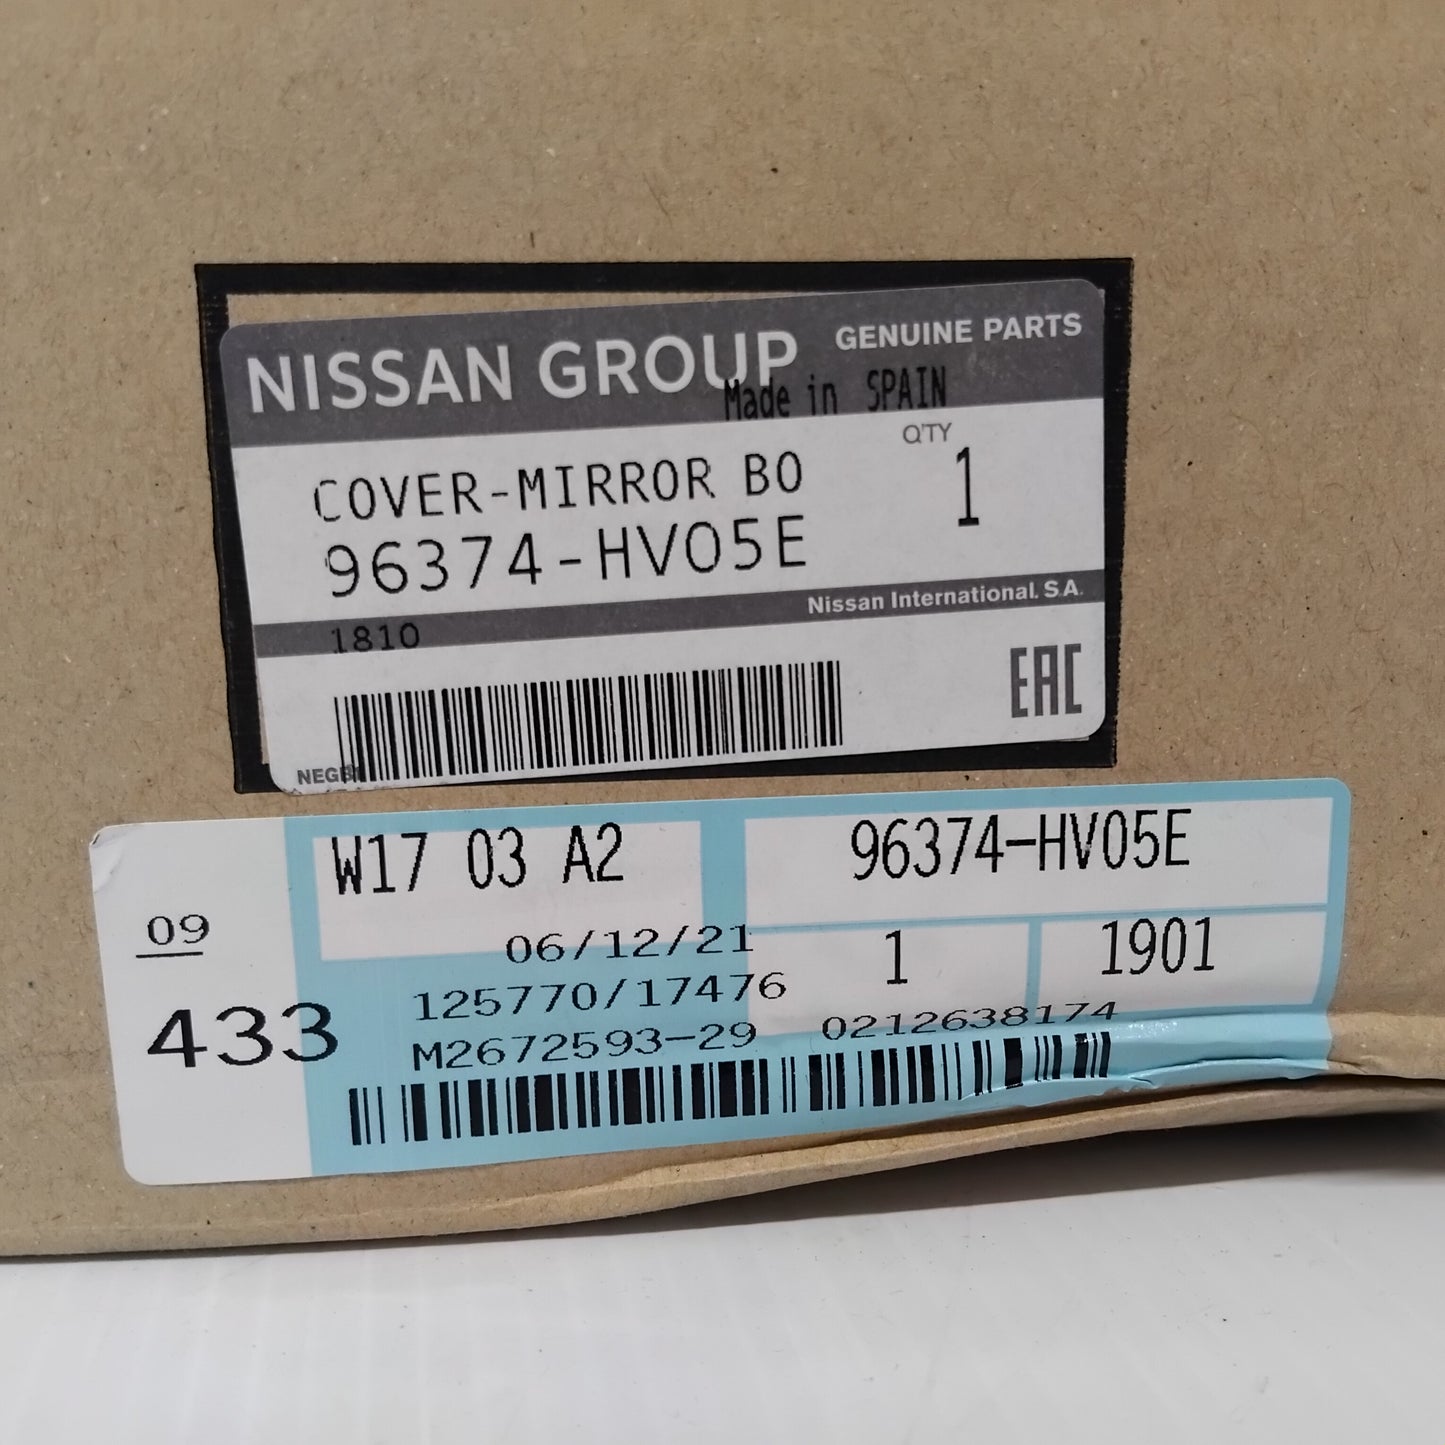 NISSAN GROUP GENUINE PARTS
Made in SPAIN
Q'TY
COVER-MIRROR BO 1
96374-HV05E
Nissan International. S.A.
1810
EAC
W17 03 A2 96374-HV05E
09
06/12/21 1 1901
125770/17476
433
M2672593-29 0212638174